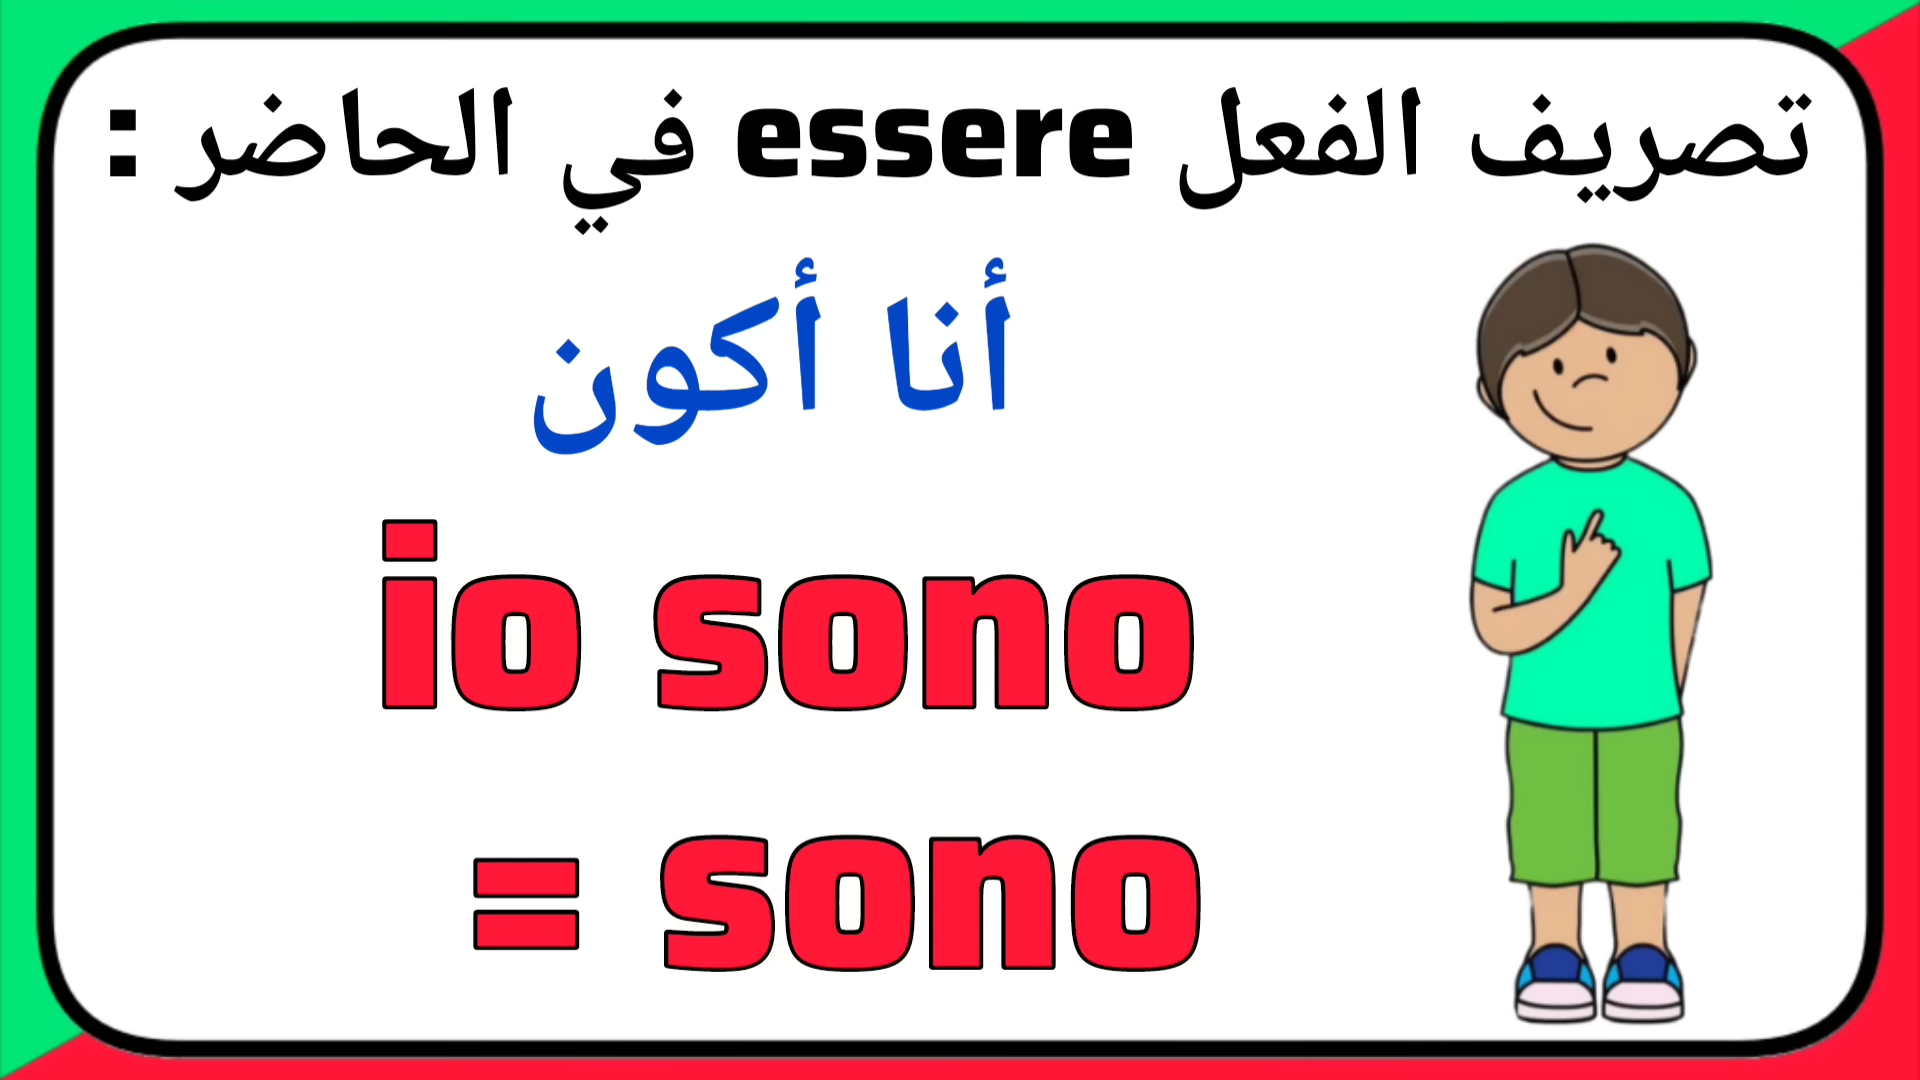 تصريف الفعل essere في الحاضر :
أنا أكون
io sono
= sono